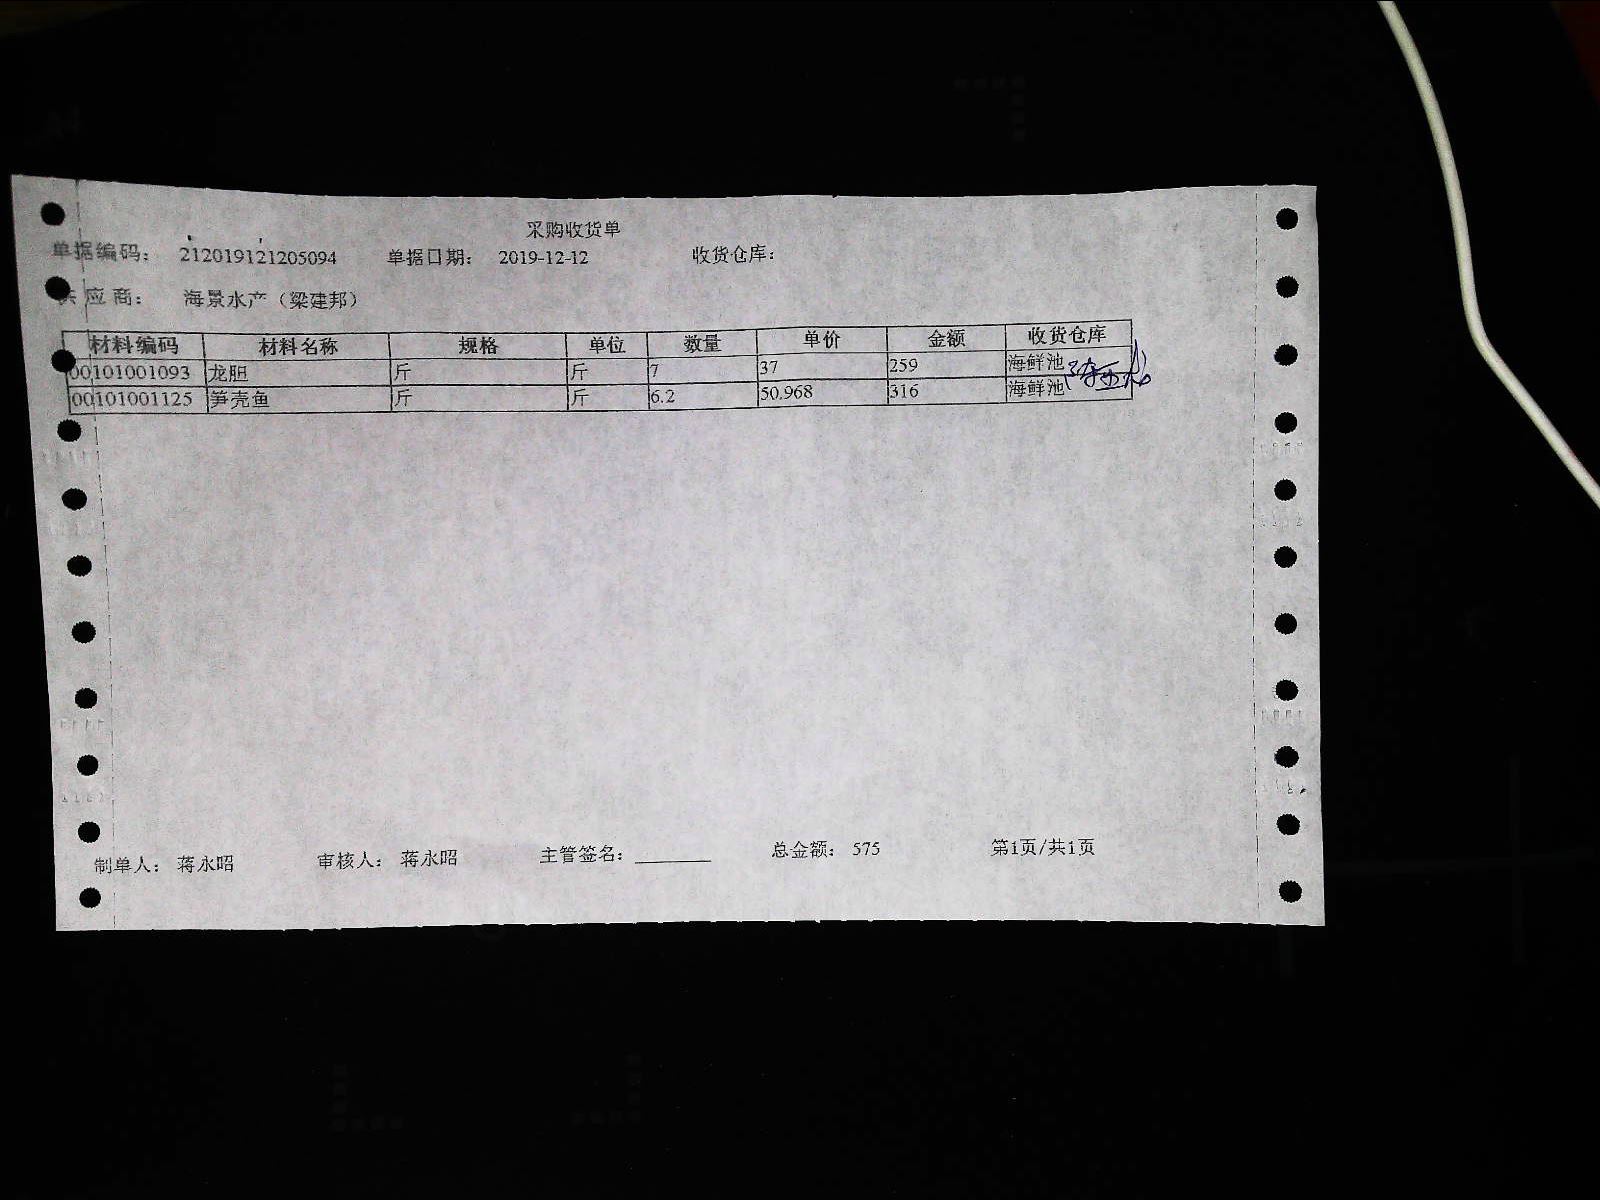 采购收货单
单据编码： 212019121205094 单据日期： 2019-12-12 收货仓库：
供应商： 海景水产（梁建邦）
材料编码 材料名称 规格 单位 数量 单价 金额 收货仓库
00101001093 龙胆 斤 斤 7 37 259 海鲜池
00101001125 笋壳鱼 斤 斤 6.2 50.968 316 海鲜池
制单人： 蒋永昭 审核人： 蒋永昭 主管签名： 总金额： 575 第1页/共1页